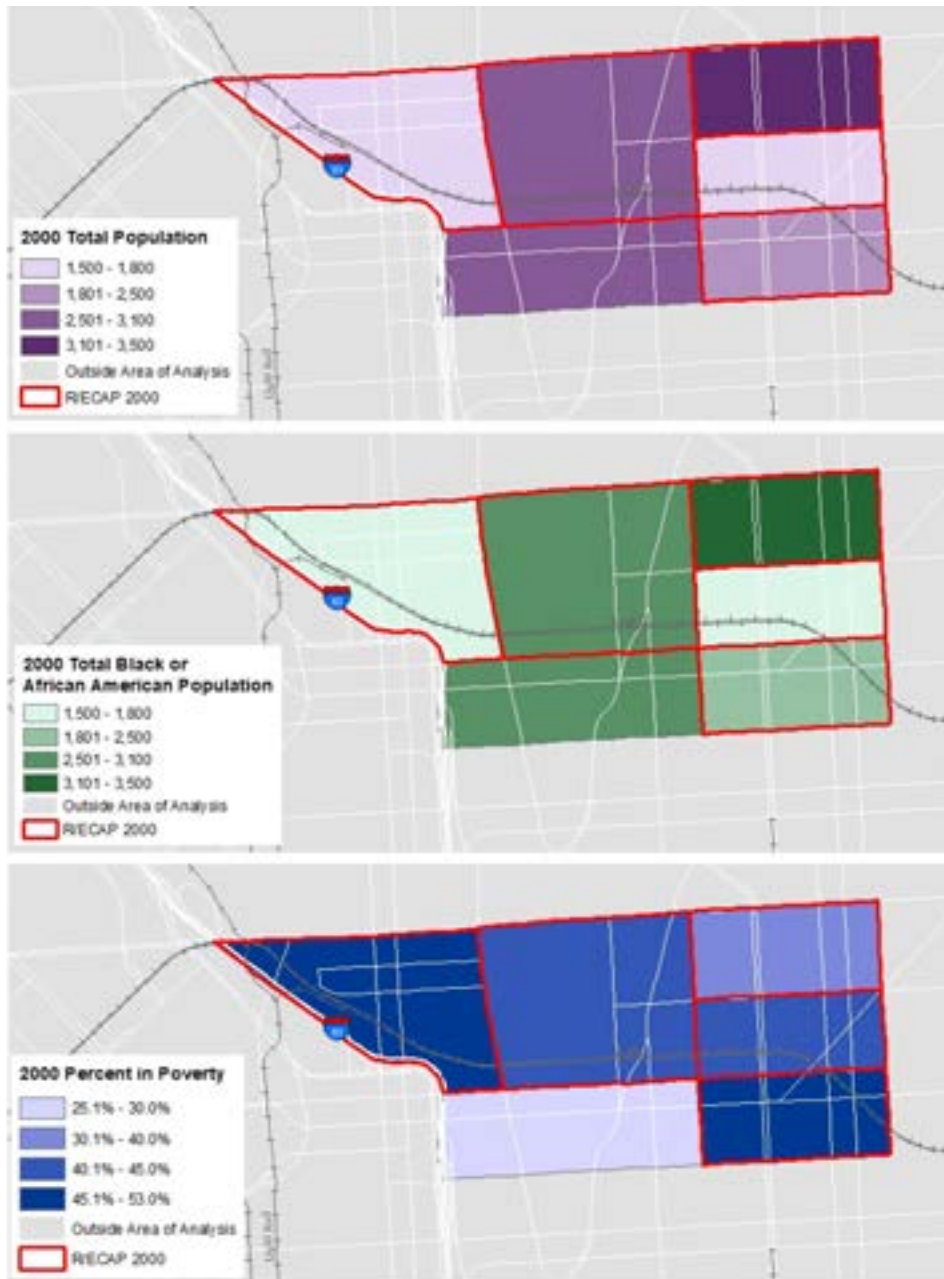 2000 Total Population
1,500 - 1,800
1,801 - 2,500
2,501 - 3,100
3,101 - 3,500
Outside Area of Analysis
R/ECAP 2000
Light Rail
2000 Total Black or
African American Population
1,500 - 1,800
1,801 - 2,500
2,501 - 3,100
3,101 - 3,500
Outside Area of Analysis
R/ECAP 2000
2000 Percent in Poverty
25.1% - 30.0%
30.1% - 40.0%
40.1% - 45.0%
45.1% - 53.0%
Outside Area of Analysis
R/ECAP 2000
Light Rail